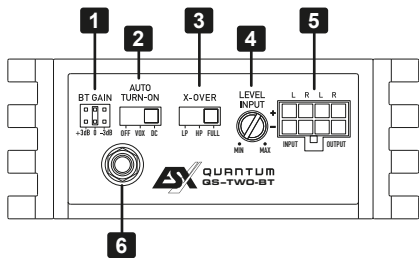 1
2
3
4
5
BT GAIN
+3dB 0 -3dB
AUTO
TURN-ON
OFF VOX DC
X-OVER
LP HP FULL
LEVEL
INPUT
MIN MAX
L R L R
+
−
INPUT OUTPUT
6
ESX QUANTUM
QS-TWO-BT